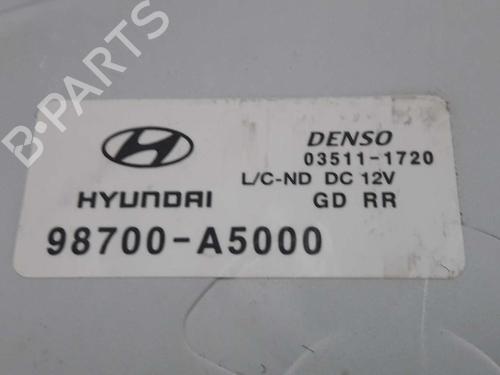 B-PARTS
DENSO
03511-1720
L/C-ND DC 12V
HYUNDAI GD RR
98700-A5000